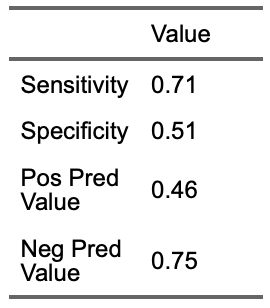 Value
Sensitivity 0.71
Specificity 0.51
Pos Pred
Value 0.46
Neg Pred
Value 0.75